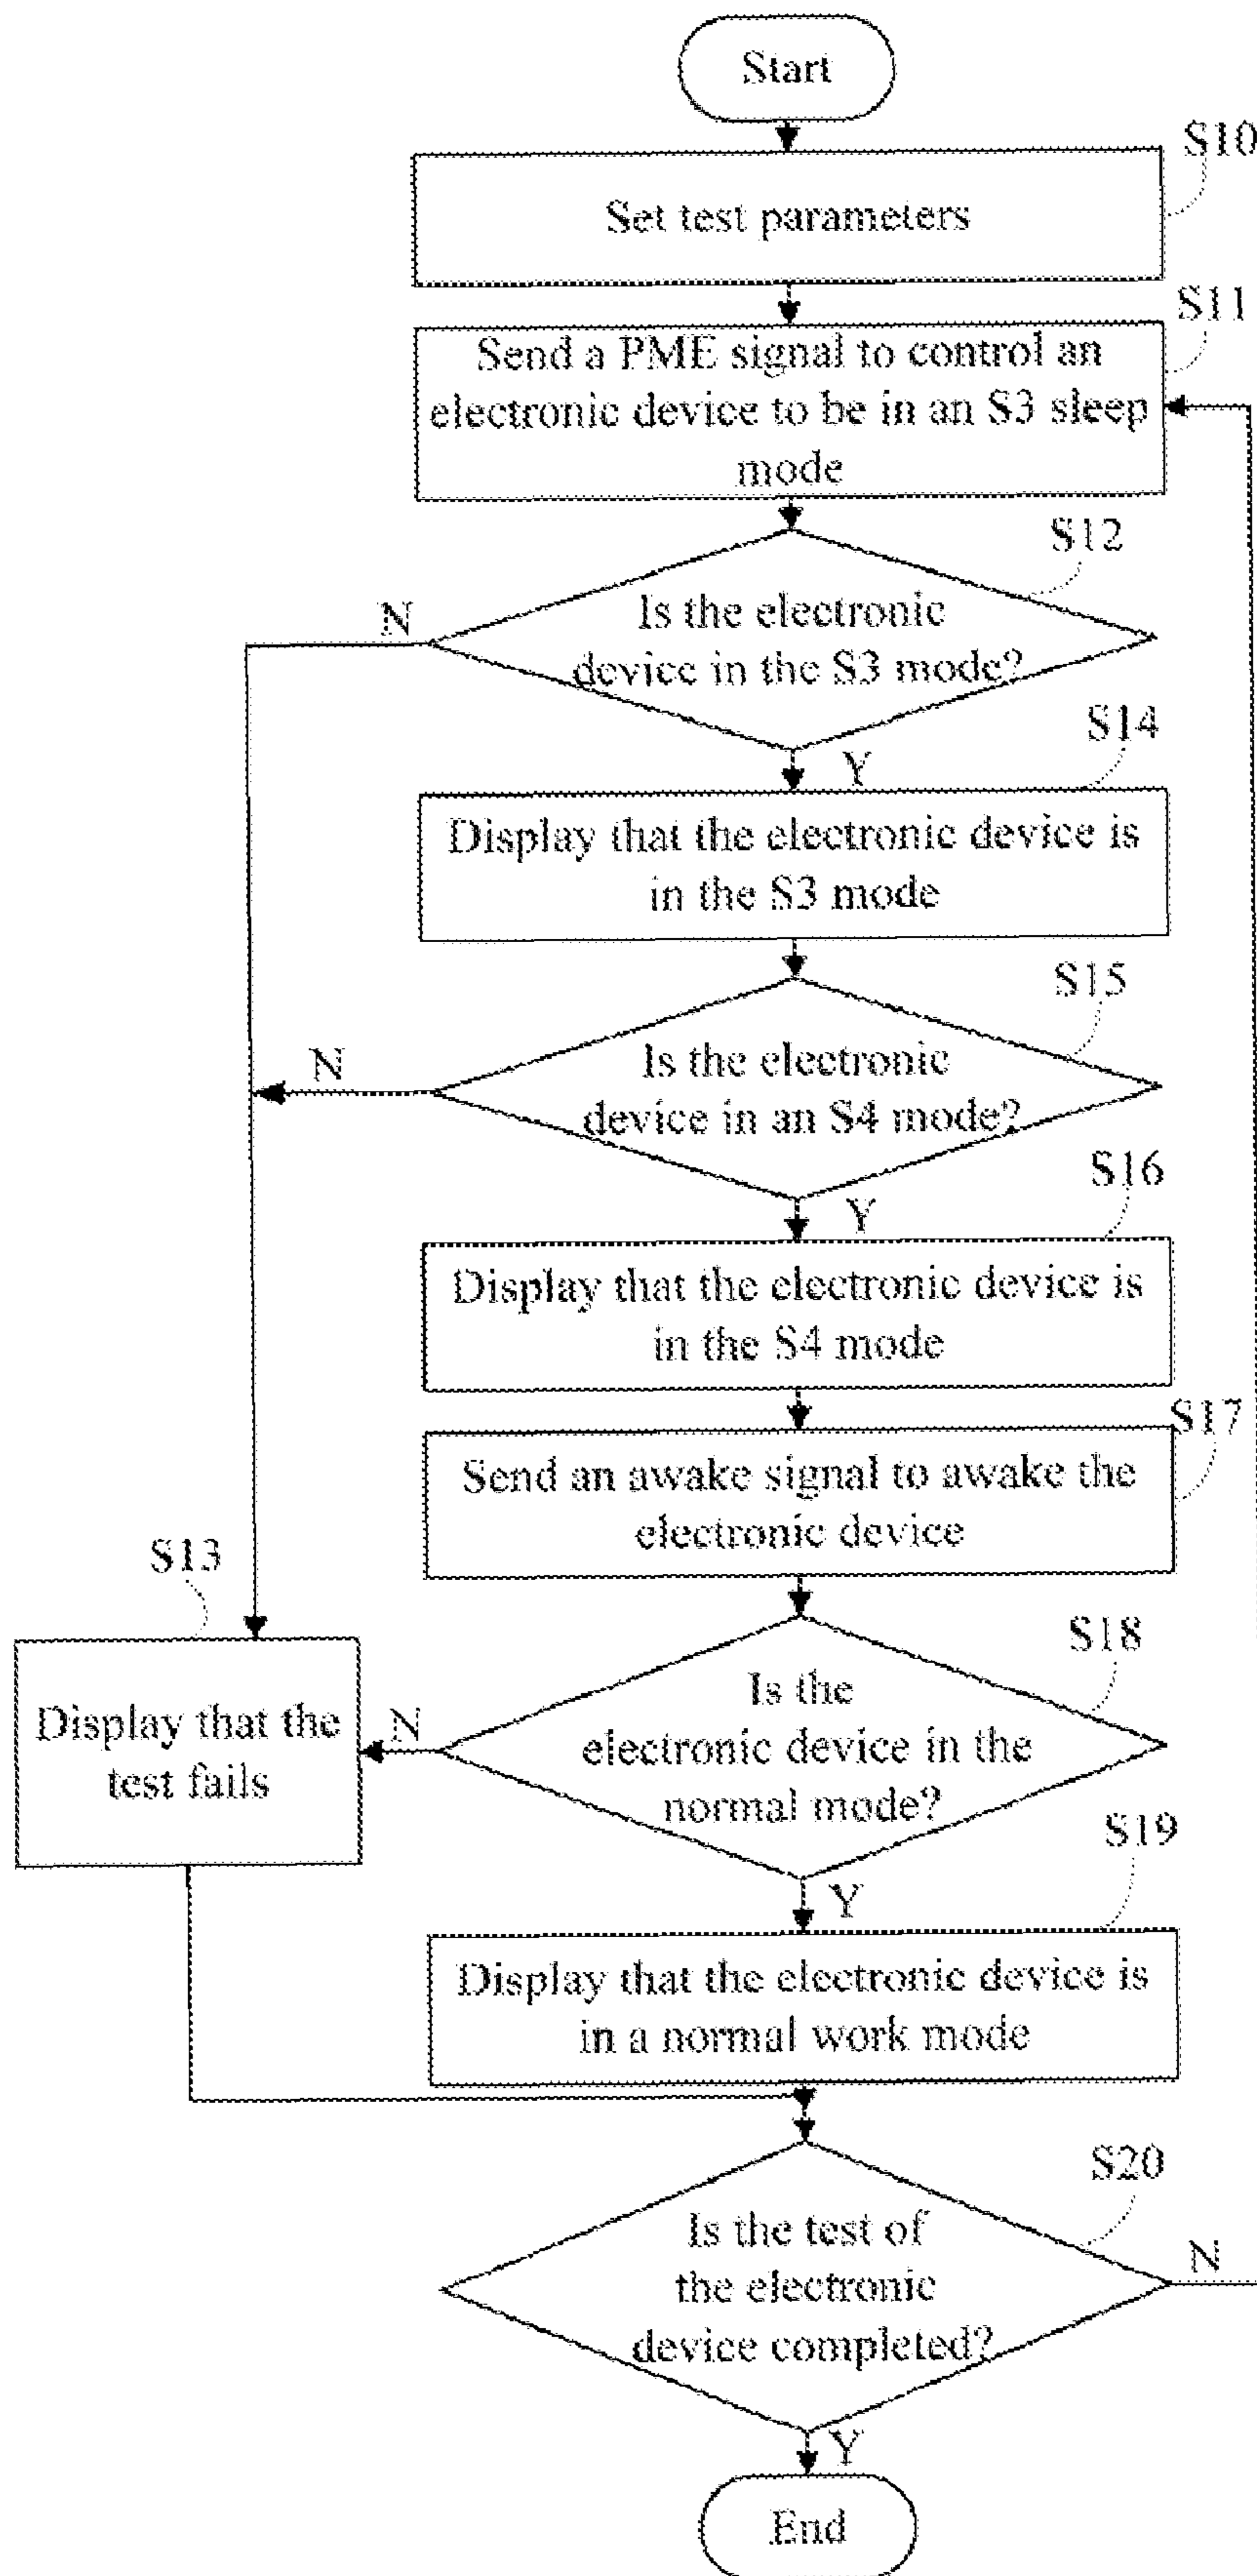 Start
S10
Set test parameters
S11
Send a PME signal to control an
electronic device to be in an S3 sleep
mode
S12
N
Is the electronic
device in the S3 mode?
S14
Y
Display that the electronic device is
in the S3 mode
S15
N
Is the electronic
device in an S4 mode?
S16
Y
Display that the electronic device is
in the S4 mode
S17
Send an awake signal to awake the
electronic device
S13
Display that the
test fails
S18
N
Is the
electronic device in the
normal mode?
S19
Y
Display that the electronic device is
in a normal work mode
S20
Is the test of
the electronic
device completed?
N
Y
End